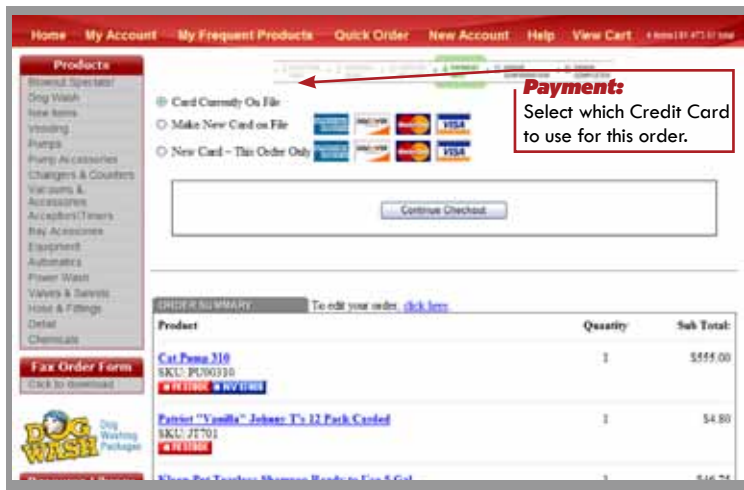 Home My Account My Frequent Products Quick Order New Account Help View Cart
Products
Blowout Specials!
Dog Wash
New Items
Vending
Pumps
Pump Accessories
Changers & Counters
Vacuums &
Accessories
Acceptors/Timers
Bay Accessories
Equipment
Automatics
Power Wash
Valves & Swivels
Hose & Fittings
Detail
Chemicals
Fax Order Form
Click to download
DOG WASH
Dog
Washing
Packages
Payment:
Select which Credit Card
to use for this order.
Card Currently On File
Make New Card on File
DISCOVER MasterCard VISA
New Card - This Order Only
DISCOVER MasterCard VISA
Continue Checkout
ORDER SUMMARY To edit your order, click here.
Product Quantity Sub Total:
Cat Pump 310 1 $555.00
SKU: PU00310
Patriot "Vanilla" Johnny T's 12 Pack Carded 1 $4.80
SKU: JT701